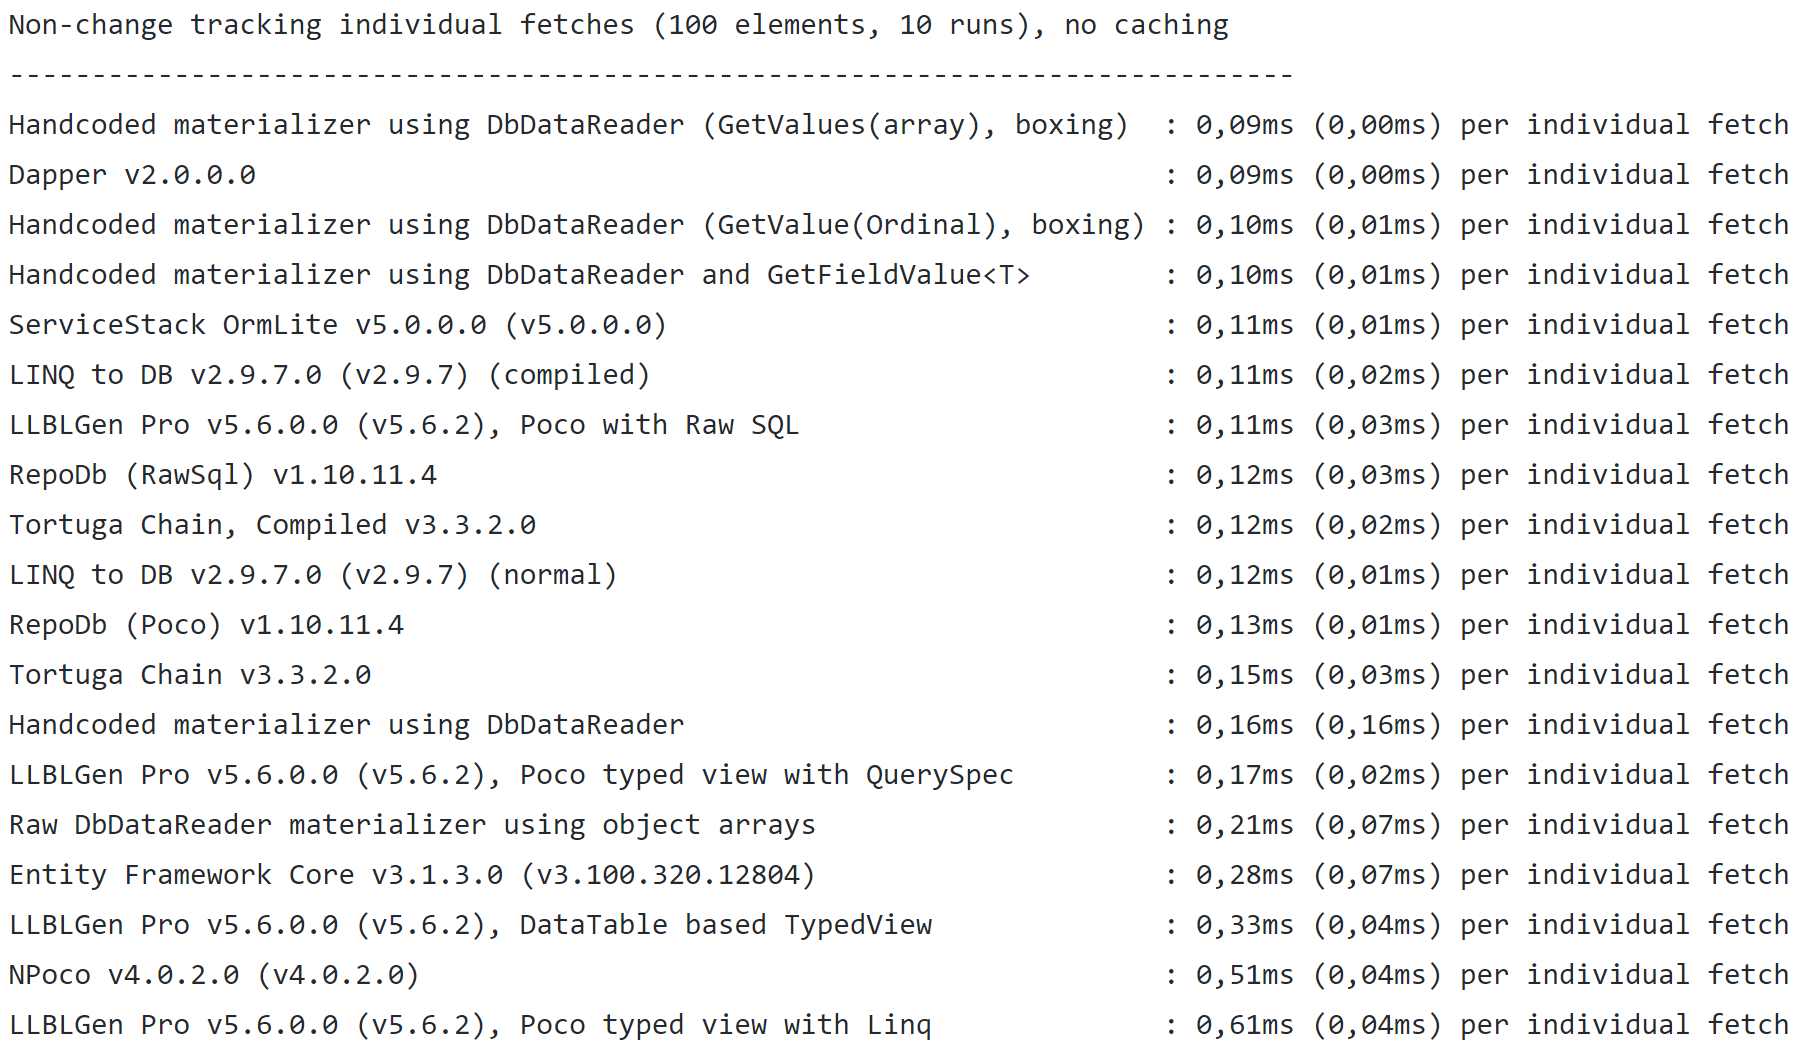 Non-change tracking individual fetches (100 elements, 10 runs), no caching
------------------------------------------------------------------------------
Handcoded materializer using DbDataReader (GetValues(array), boxing)  : 0,09ms (0,00ms) per individual fetch
Dapper v2.0.0.0                                                       : 0,09ms (0,00ms) per individual fetch
Handcoded materializer using DbDataReader (GetValue(Ordinal), boxing) : 0,10ms (0,01ms) per individual fetch
Handcoded materializer using DbDataReader and GetFieldValue<T>        : 0,10ms (0,01ms) per individual fetch
ServiceStack OrmLite v5.0.0.0 (v5.0.0.0)                              : 0,11ms (0,01ms) per individual fetch
LINQ to DB v2.9.7.0 (v2.9.7) (compiled)                               : 0,11ms (0,02ms) per individual fetch
LLBLGen Pro v5.6.0.0 (v5.6.2), Poco with Raw SQL                      : 0,11ms (0,03ms) per individual fetch
RepoDb (RawSql) v1.10.11.4                                            : 0,12ms (0,03ms) per individual fetch
Tortuga Chain, Compiled v3.3.2.0                                      : 0,12ms (0,02ms) per individual fetch
LINQ to DB v2.9.7.0 (v2.9.7) (normal)                                 : 0,12ms (0,01ms) per individual fetch
RepoDb (Poco) v1.10.11.4                                              : 0,13ms (0,01ms) per individual fetch
Tortuga Chain v3.3.2.0                                                : 0,15ms (0,03ms) per individual fetch
Handcoded materializer using DbDataReader                             : 0,16ms (0,16ms) per individual fetch
LLBLGen Pro v5.6.0.0 (v5.6.2), Poco typed view with QuerySpec         : 0,17ms (0,02ms) per individual fetch
Raw DbDataReader materializer using object arrays                     : 0,21ms (0,07ms) per individual fetch
Entity Framework Core v3.1.3.0 (v3.100.320.12804)                     : 0,28ms (0,07ms) per individual fetch
LLBLGen Pro v5.6.0.0 (v5.6.2), DataTable based TypedView              : 0,33ms (0,04ms) per individual fetch
NPoco v4.0.2.0 (v4.0.2.0)                                             : 0,51ms (0,04ms) per individual fetch
LLBLGen Pro v5.6.0.0 (v5.6.2), Poco typed view with Linq              : 0,61ms (0,04ms) per individual fetch